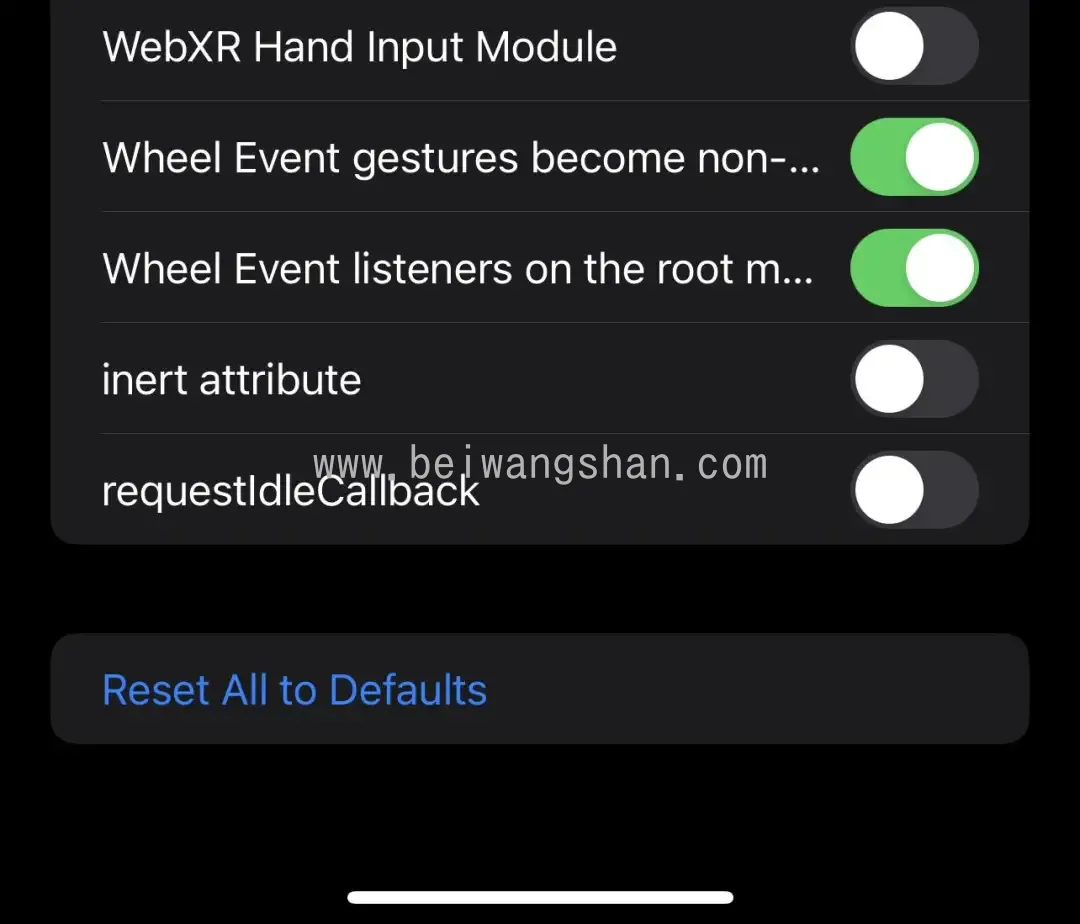 WebXR Hand Input Module
Wheel Event gestures become non-...
Wheel Event listeners on the root m...
inert attribute
www.beiwangshan.com
requestIdleCallback
Reset All to Defaults